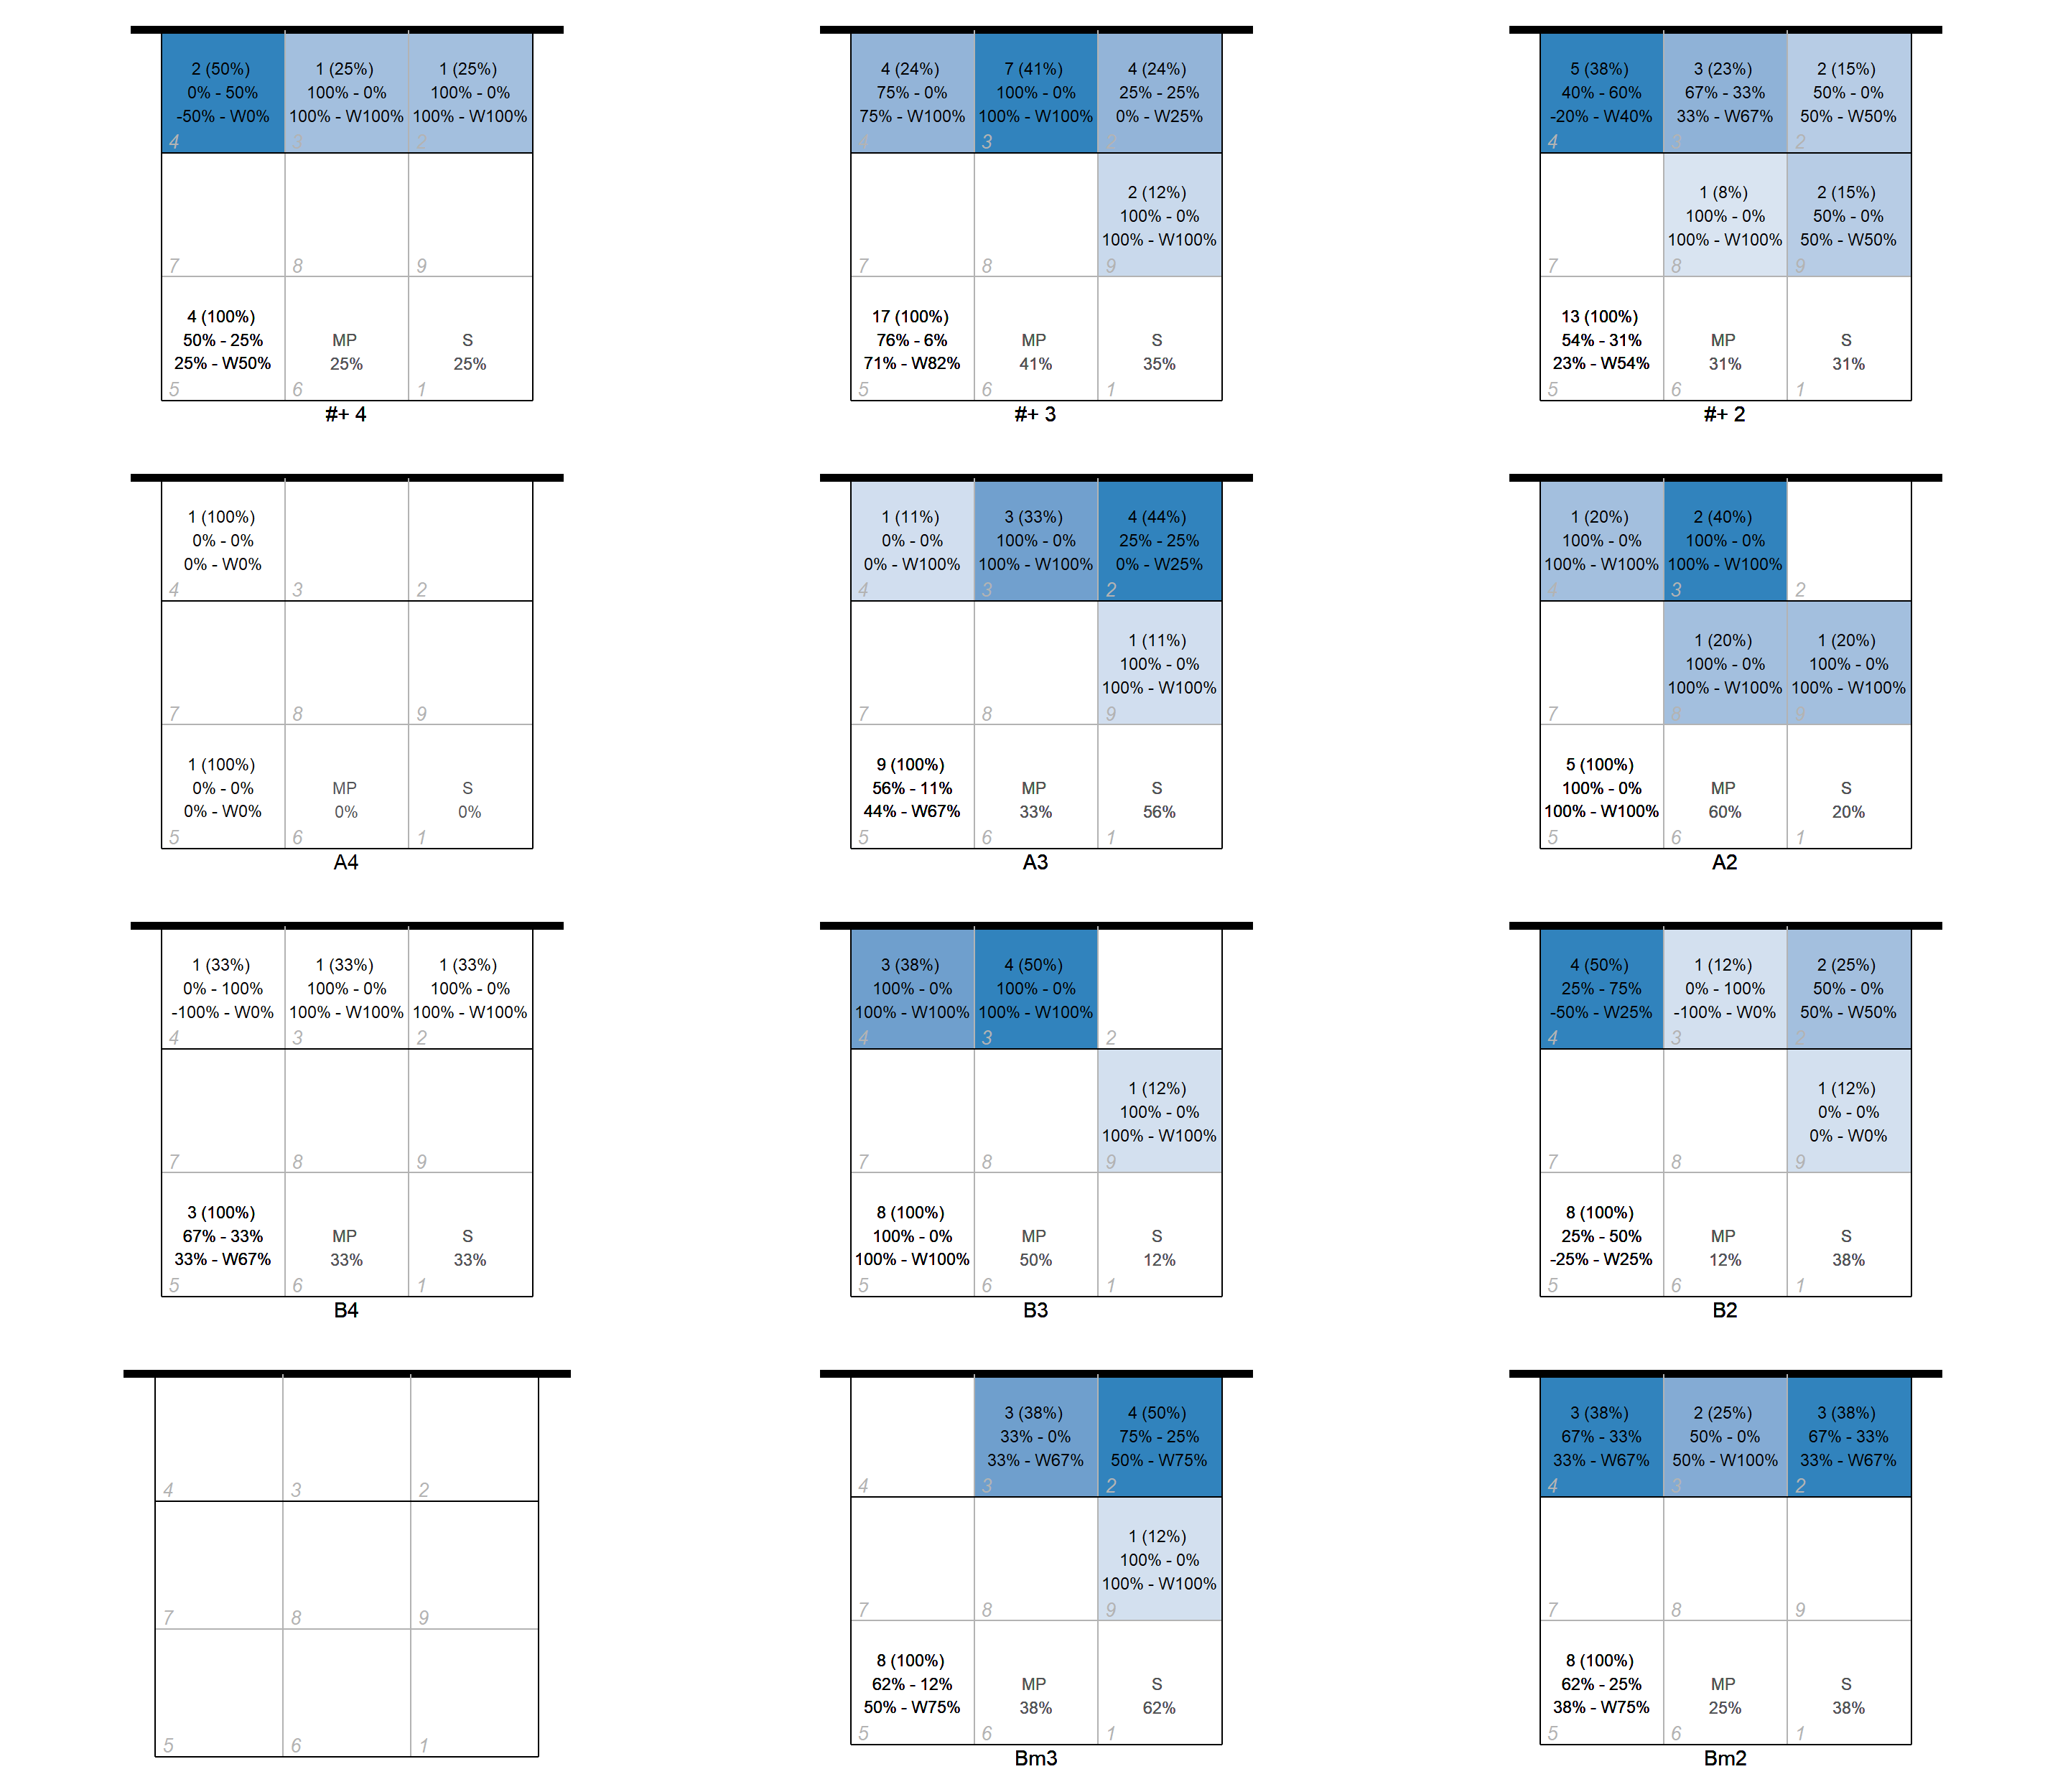 2 (50%)
0% - 50%
-50% - W0%
4
1 (25%)
100% - 0%
100% - W100%
3
1 (25%)
100% - 0%
100% - W100%
2
7
8
9
4 (100%)
50% - 25%
25% - W50%
5
MP
25%
6
S
25%
1
#+ 4
4 (24%)
75% - 0%
75% - W100%
4
7 (41%)
100% - 0%
100% - W100%
3
4 (24%)
25% - 25%
0% - W25%
2
7
8
2 (12%)
100% - 0%
100% - W100%
9
17 (100%)
76% - 6%
71% - W82%
5
MP
41%
6
S
35%
1
#+ 3
5 (38%)
40% - 60%
-20% - W40%
4
3 (23%)
67% - 33%
33% - W67%
3
2 (15%)
50% - 0%
50% - W50%
2
7
1 (8%)
100% - 0%
100% - W100%
8
2 (15%)
50% - 0%
50% - W50%
9
13 (100%)
54% - 31%
23% - W54%
5
MP
31%
6
S
31%
1
#+ 2
1 (100%)
0% - 0%
0% - W0%
4
3
2
7
8
9
1 (100%)
0% - 0%
0% - W0%
5
MP
0%
6
S
0%
1
A4
1 (11%)
0% - 0%
0% - W100%
4
3 (33%)
100% - 0%
100% - W100%
3
4 (44%)
25% - 25%
0% - W25%
2
7
8
1 (11%)
100% - 0%
100% - W100%
9
9 (100%)
56% - 11%
44% - W67%
5
MP
33%
6
S
56%
1
A3
1 (20%)
100% - 0%
100% - W100%
4
2 (40%)
100% - 0%
100% - W100%
3
2
7
1 (20%)
100% - 0%
100% - W100%
8
1 (20%)
100% - 0%
100% - W100%
9
5 (100%)
100% - 0%
100% - W100%
5
MP
60%
6
S
20%
1
A2
1 (33%)
0% - 100%
-100% - W0%
4
1 (33%)
100% - 0%
100% - W100%
3
1 (33%)
100% - 0%
100% - W100%
2
7
8
9
3 (100%)
67% - 33%
33% - W67%
5
MP
33%
6
S
33%
1
B4
3 (38%)
100% - 0%
100% - W100%
4
4 (50%)
100% - 0%
100% - W100%
3
2
7
8
1 (12%)
100% - 0%
100% - W100%
9
8 (100%)
100% - 0%
100% - W100%
5
MP
50%
6
S
12%
1
B3
4 (50%)
25% - 75%
-50% - W25%
4
1 (12%)
0% - 100%
-100% - W0%
3
2 (25%)
50% - 0%
50% - W50%
2
7
8
1 (12%)
0% - 0%
0% - W0%
9
8 (100%)
25% - 50%
-25% - W25%
5
MP
12%
6
S
38%
1
B2
4
3
2
7
8
9
5
6
1
4
3 (38%)
33% - 0%
33% - W67%
3
4 (50%)
75% - 25%
50% - W75%
2
7
8
1 (12%)
100% - 0%
100% - W100%
9
8 (100%)
62% - 12%
50% - W75%
5
MP
38%
6
S
62%
1
Bm3
3 (38%)
67% - 33%
33% - W67%
4
2 (25%)
50% - 0%
50% - W100%
3
3 (38%)
67% - 33%
33% - W67%
2
7
8
9
8 (100%)
62% - 25%
38% - W75%
5
MP
25%
6
S
38%
1
Bm2